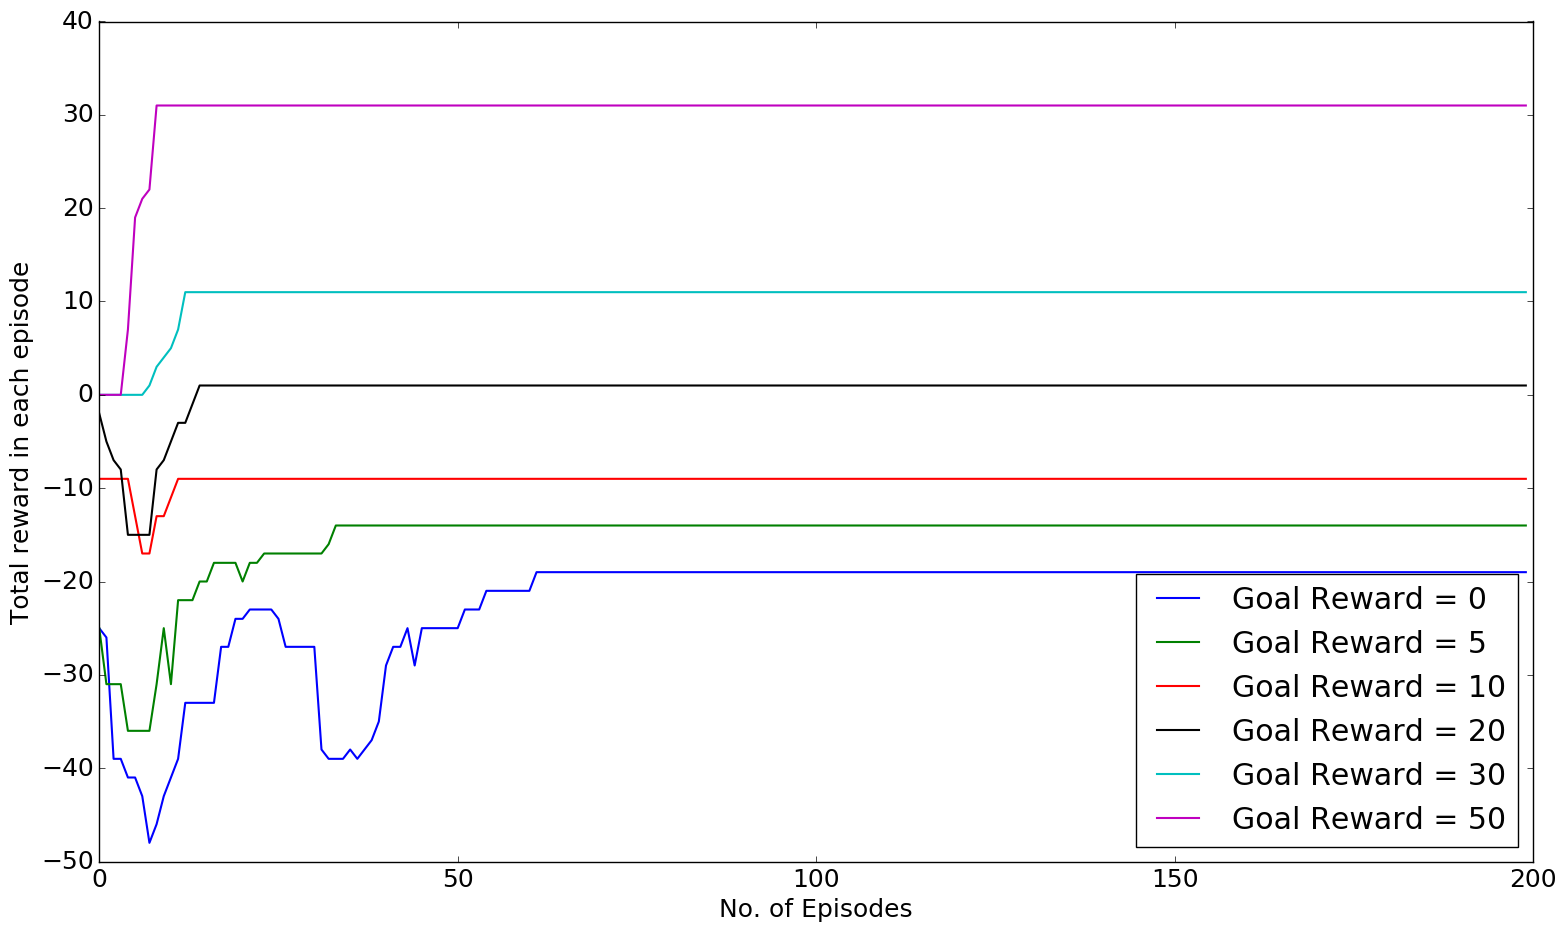 Total reward in each episode
40
30
20
10
0
−10
−20
−30
−40
−50
0 50 100 150 200
No. of Episodes
Goal Reward = 0
Goal Reward = 5
Goal Reward = 10
Goal Reward = 20
Goal Reward = 30
Goal Reward = 50